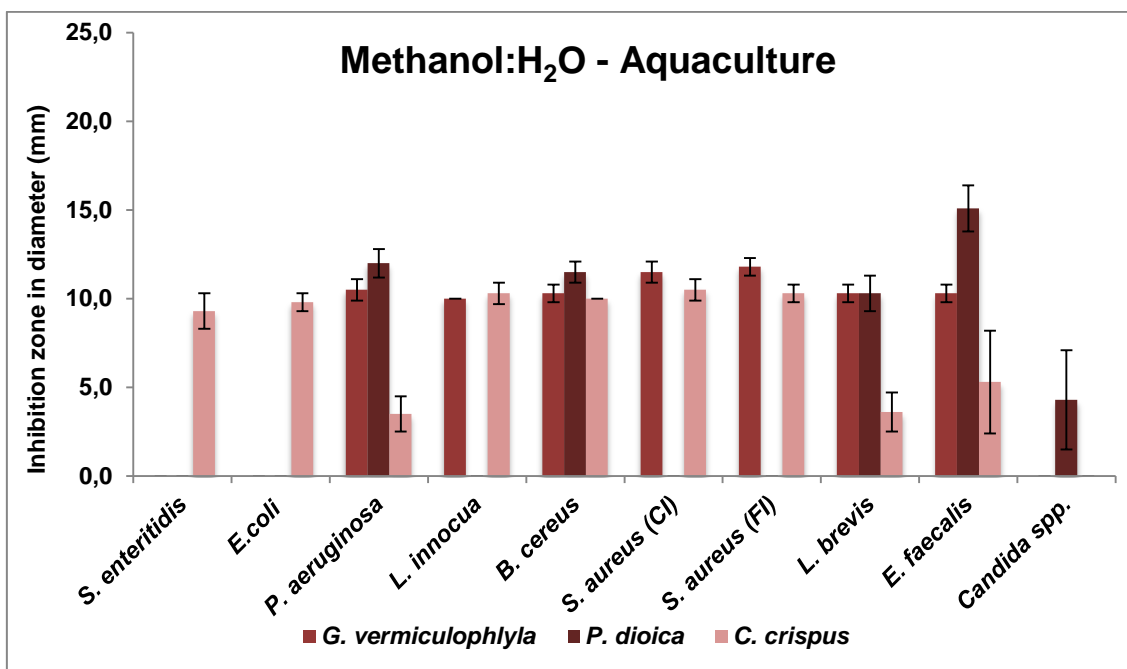 Methanol:H₂O - Aquaculture
Inhibition zone in diameter (mm)
25,0
20,0
15,0
10,0
5,0
0,0
S. enteritidis
E.coli
P. aeruginosa
L. innocua
B. cereus
S. aureus (CI)
S. aureus (FI)
L. brevis
E. faecalis
Candida spp.
G. vermiculophlyla P. dioica C. crispus